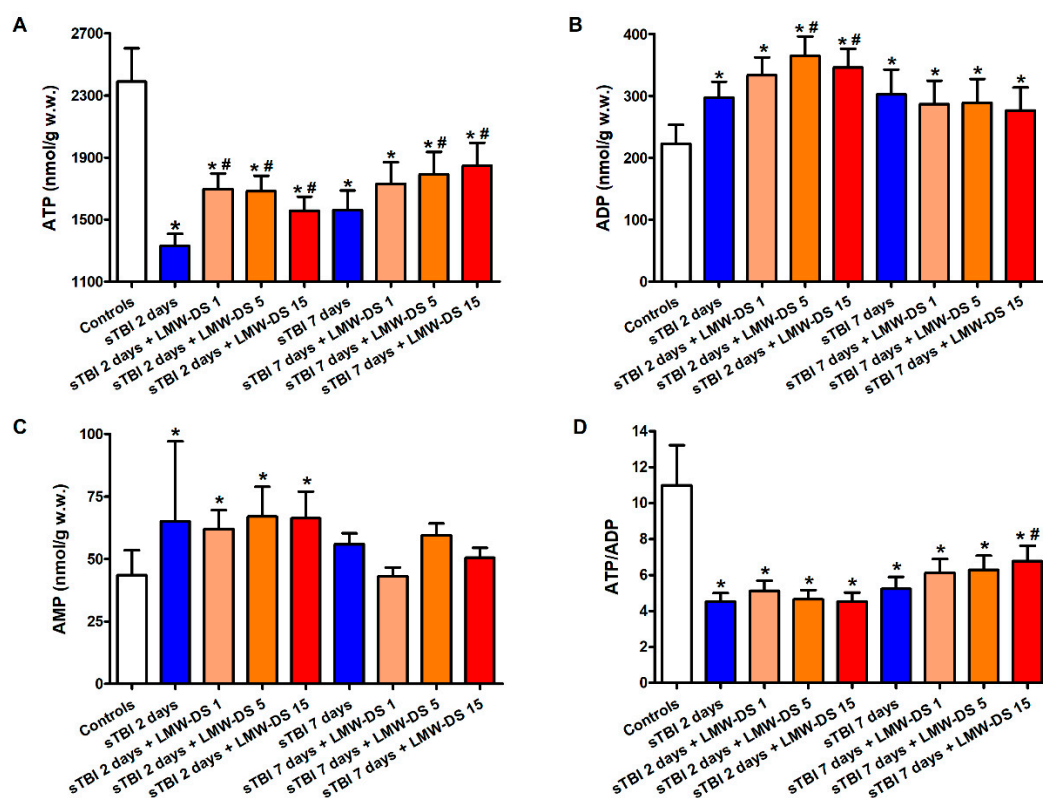 A
2700
2300
1900
1500
1100
ATP (nmol/g w.w.)
*
* #
* #
* #
*
*
* #
* #
Controls
sTBI 2 days
sTBI 2 days + LMW-DS 1
sTBI 2 days + LMW-DS 5
sTBI 2 days + LMW-DS 15
sTBI 7 days
sTBI 7 days + LMW-DS 1
sTBI 7 days + LMW-DS 5
sTBI 7 days + LMW-DS 15
B
400
300
200
100
0
ADP (nmol/g w.w.)
*
*
* #
* #
*
*
*
*
Controls
sTBI 2 days
sTBI 2 days + LMW-DS 1
sTBI 2 days + LMW-DS 5
sTBI 2 days + LMW-DS 15
sTBI 7 days
sTBI 7 days + LMW-DS 1
sTBI 7 days + LMW-DS 5
sTBI 7 days + LMW-DS 15
C
100
75
50
25
0
AMP (nmol/g w.w.)
*
*
*
*
Controls
sTBI 2 days
sTBI 2 days + LMW-DS 1
sTBI 2 days + LMW-DS 5
sTBI 2 days + LMW-DS 15
sTBI 7 days
sTBI 7 days + LMW-DS 1
sTBI 7 days + LMW-DS 5
sTBI 7 days + LMW-DS 15
D
14
12
10
8
6
4
2
0
ATP/ADP
*
*
*
*
*
*
*
* #
Controls
sTBI 2 days
sTBI 2 days + LMW-DS 1
sTBI 2 days + LMW-DS 5
sTBI 2 days + LMW-DS 15
sTBI 7 days
sTBI 7 days + LMW-DS 1
sTBI 7 days + LMW-DS 5
sTBI 7 days + LMW-DS 15